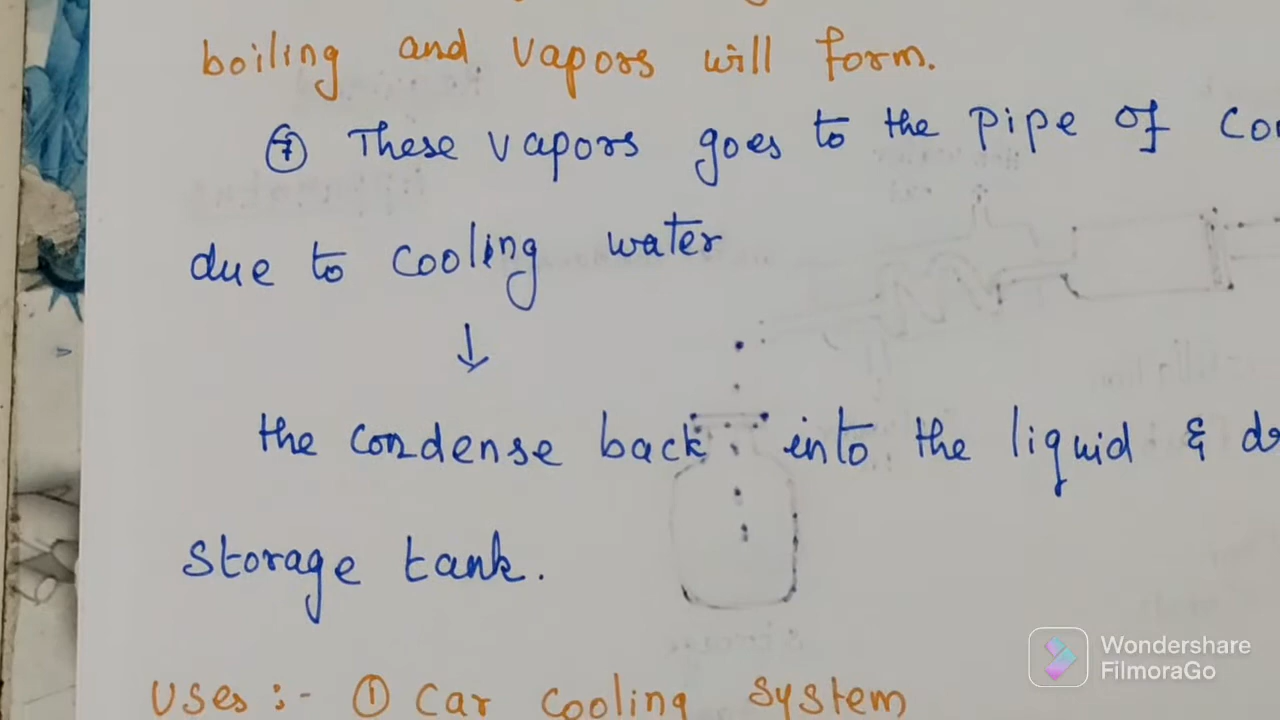 boiling and vapors will form.
⑦ These vapors goes to the pipe of
due to cooling water
↓
the condense back into the liquid &
storage tank.
Uses :- ① Car cooling system
Wondershare
FilmoraGo